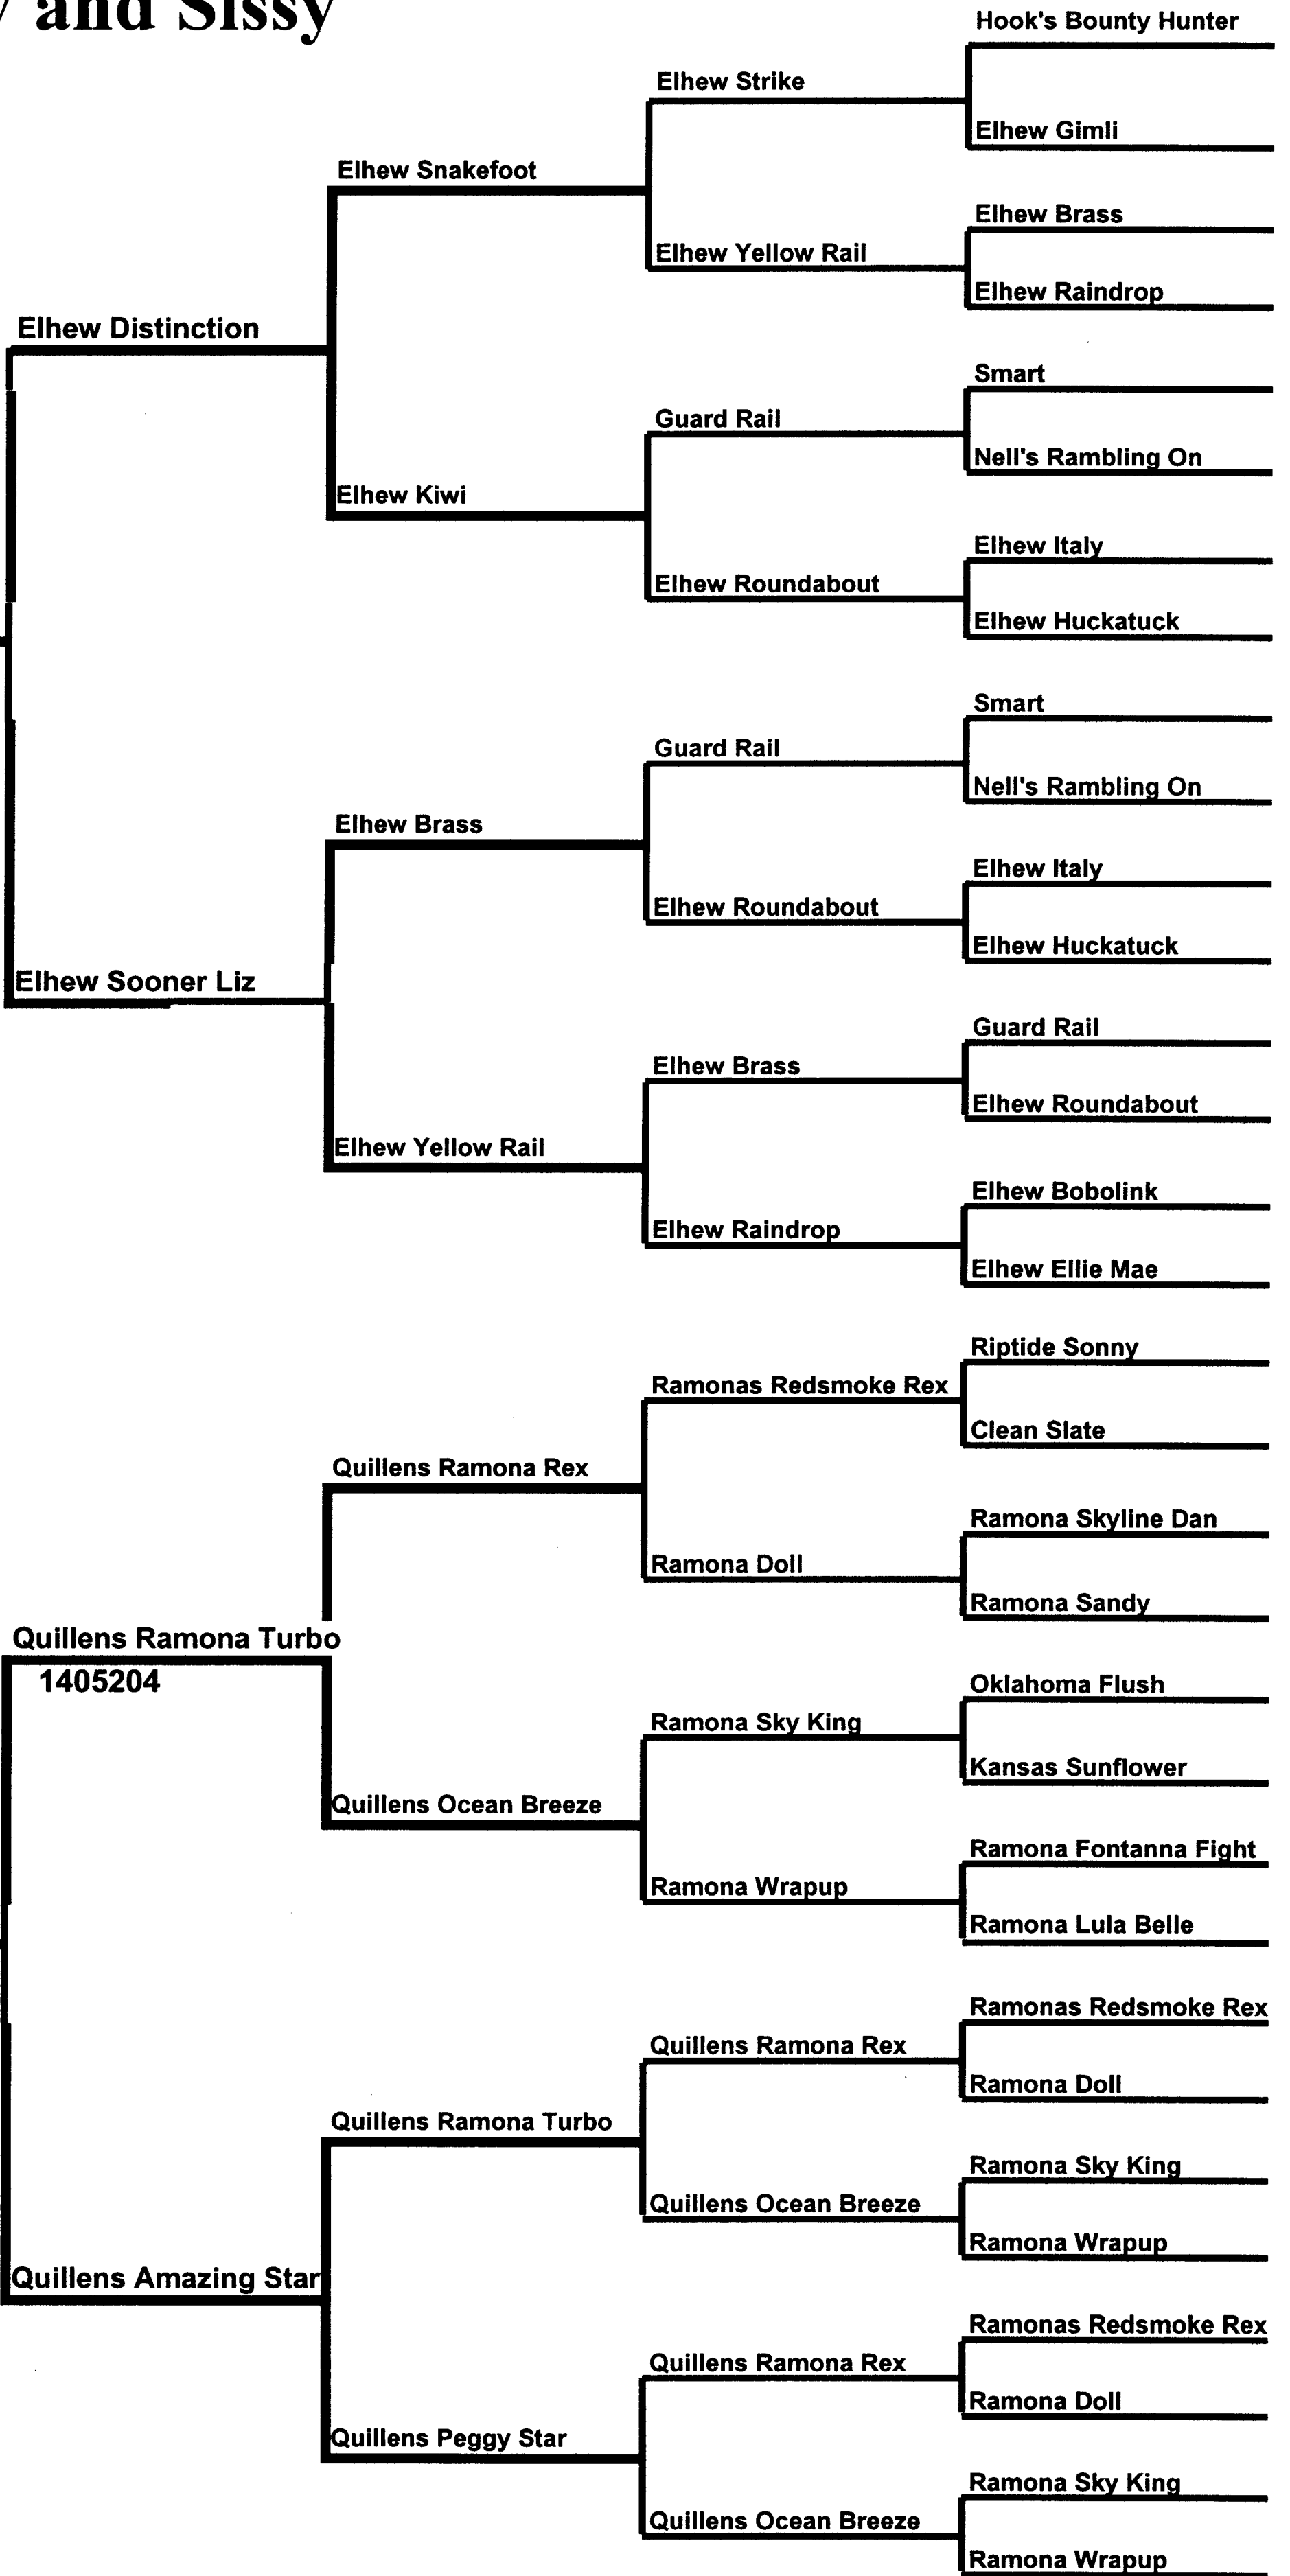 and Sissy
Hook's Bounty Hunter
Elhew Strike
Elhew Gimli
Elhew Snakefoot
Elhew Brass
Elhew Yellow Rail
Elhew Raindrop
Elhew Distinction
Smart
Guard Rail
Nell's Rambling On
Elhew Kiwi
Elhew Italy
Elhew Roundabout
Elhew Huckatuck
Smart
Guard Rail
Nell's Rambling On
Elhew Brass
Elhew Italy
Elhew Roundabout
Elhew Huckatuck
Elhew Sooner Liz
Guard Rail
Elhew Brass
Elhew Roundabout
Elhew Yellow Rail
Elhew Bobolink
Elhew Raindrop
Elhew Ellie Mae
Riptide Sonny
Ramonas Redsmoke Rex
Clean Slate
Quillens Ramona Rex
Ramona Skyline Dan
Ramona Doll
Ramona Sandy
Quillens Ramona Turbo
1405204
Oklahoma Flush
Ramona Sky King
Kansas Sunflower
Quillens Ocean Breeze
Ramona Fontanna Fight
Ramona Wrapup
Ramona Lula Belle
Ramonas Redsmoke Rex
Quillens Ramona Rex
Ramona Doll
Quillens Ramona Turbo
Ramona Sky King
Quillens Ocean Breeze
Ramona Wrapup
Quillens Amazing Star
Ramonas Redsmoke Rex
Quillens Ramona Rex
Ramona Doll
Quillens Peggy Star
Ramona Sky King
Quillens Ocean Breeze
Ramona Wrapup